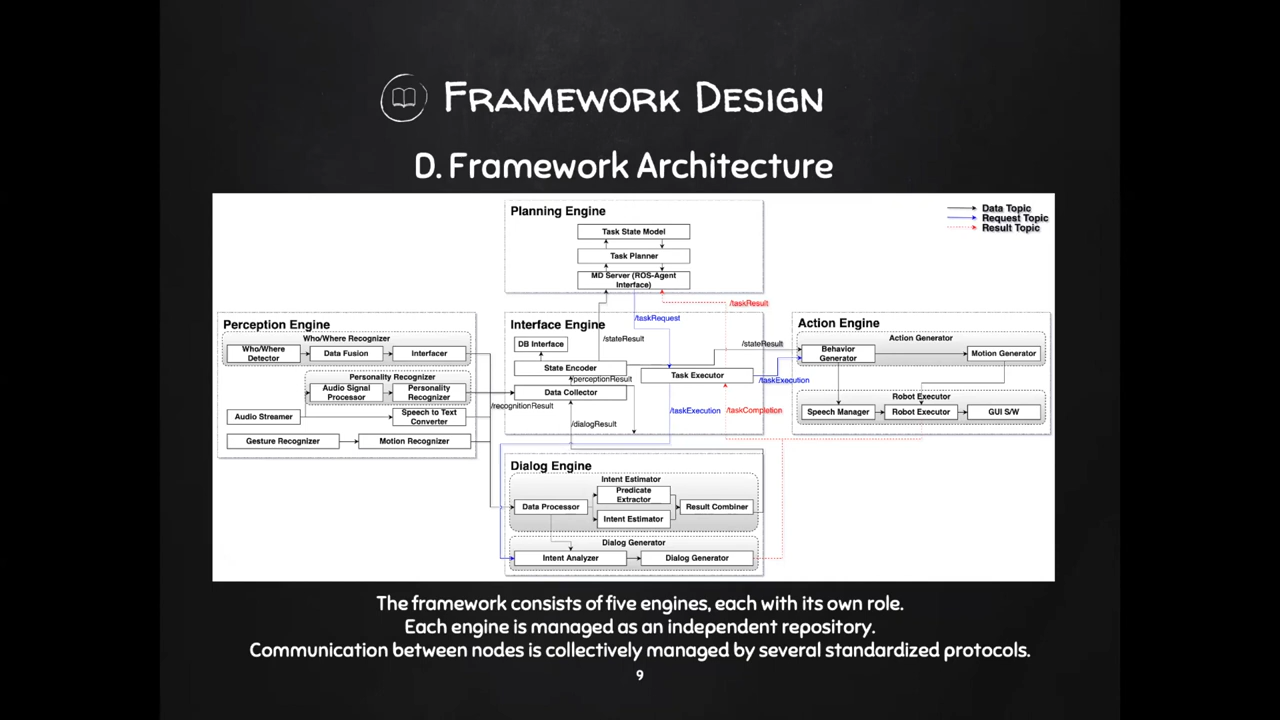 FRAMEWORK DESIGN
D. Framework Architecture
Planning Engine
Task State Model
Task Planner
MD Server (ROS-Agent
Interface)
Data Topic
Request Topic
Result Topic
/taskResult
/taskRequest
Perception Engine
Who/Where Recognizer
Who/Where
Detector
Data Fusion
Interfacer
Personality Recognizer
Audio Signal
Processor
Personality
Recognizer
Audio Streamer
Speech to Text
Converter
Gesture Recognizer
Motion Recognizer
Interface Engine
DB Interface
/stateResult
State Encoder
/perceptionResult
Data Collector
Task Executor
/recognitionResult
/dialogResult
/taskExecution
/taskCompletion
/stateResult
/taskExecution
Action Engine
Action Generator
Behavior
Generator
Motion Generator
Robot Executor
Speech Manager
Robot Executor
GUI S/W
Dialog Engine
Intent Estimator
Data Processor
Predicate
Extractor
Intent Estimator
Result Combiner
Dialog Generator
Intent Analyzer
Dialog Generator
The framework consists of five engines, each with its own role.
Each engine is managed as an independent repository.
Communication between nodes is collectively managed by several standardized protocols.
9